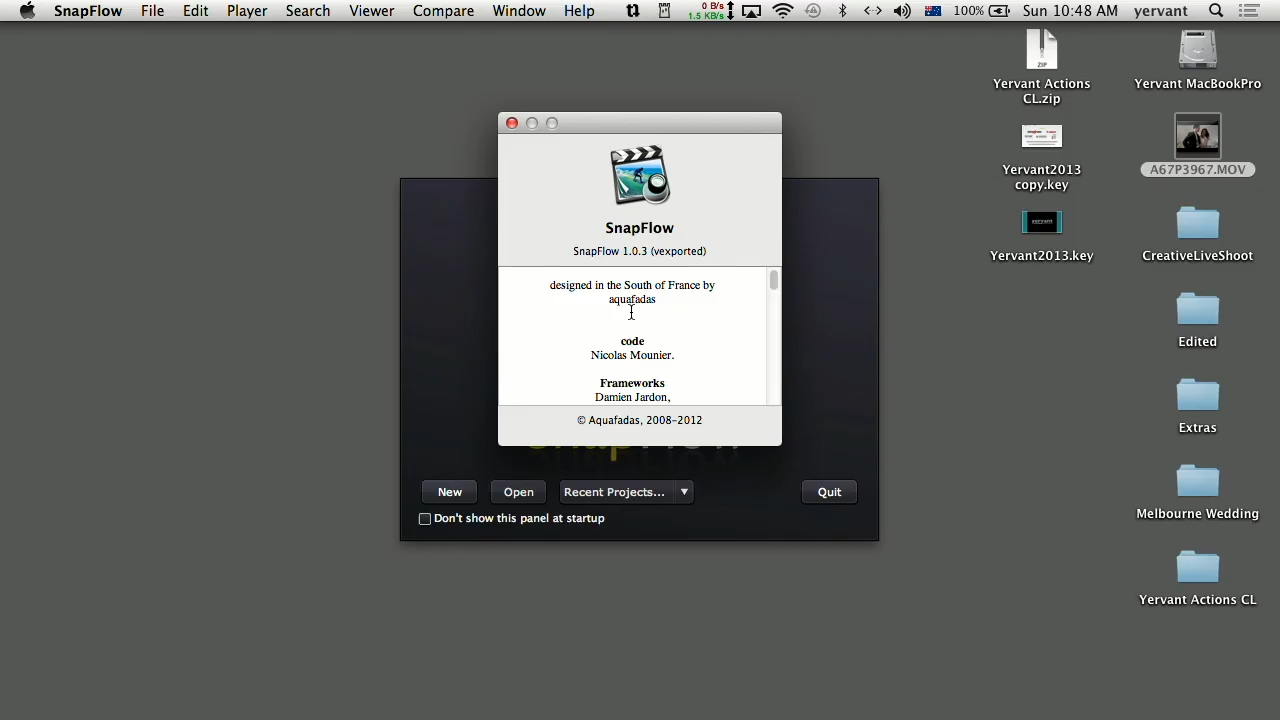 SnapFlow File Edit Player Search Viewer Compare Window Help 0 B/s 1.5 KB/s 100% Sun 10:48 AM yervant
ZIP
Yervant Actions CL.zip
Yervant MacBookPro
Yervant2013 copy.key
A67P3967.MOV
Yervant2013.key
CreativeLiveShoot
Edited
Extras
Melbourne Wedding
Yervant Actions CL
SnapFlow
SnapFlow 1.0.3 (vexported)
designed in the South of France by
aquafadas
code
Nicolas Mounier.
Frameworks
Damien Jardon,
© Aquafadas, 2008-2012
New Open Recent Projects... Quit
Don't show this panel at startup